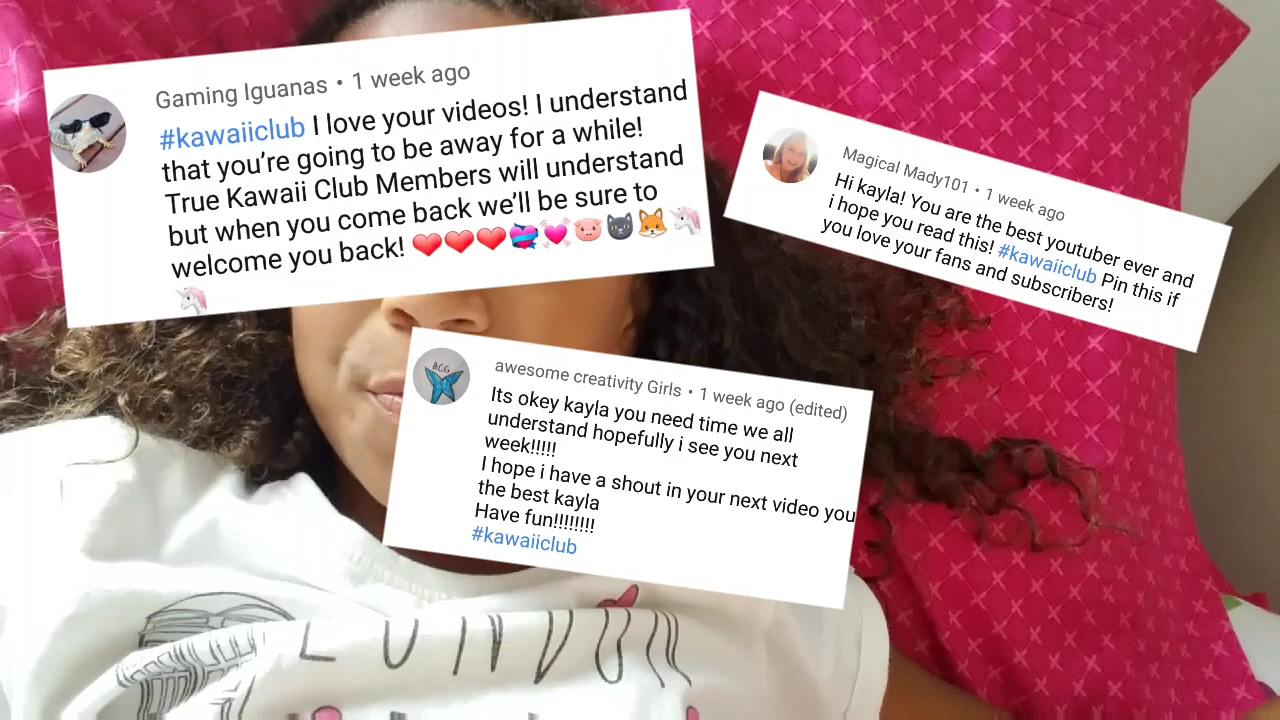 Gaming Iguanas • 1 week ago
#kawaiiclub I love your videos! I understand
that you're going to be away for a while!
True Kawaii Club Members will understand
but when you come back we'll be sure to
welcome you back! ❤️❤️❤️💝💓🐷🐱🦊🦄
🦄
Magical Mady101 • 1 week ago
Hi kayla! You are the best youtuber ever and
i hope you read this! #kawaiiclub Pin this if
you love your fans and subscribers!
ACG
awesome creativity Girls • 1 week ago (edited)
Its okey kayla you need time we all
understand hopefully i see you next
week!!!!!
I hope i have a shout in your next video you
the best kayla
Have fun!!!!!!!!
#kawaiiclub
LONDON